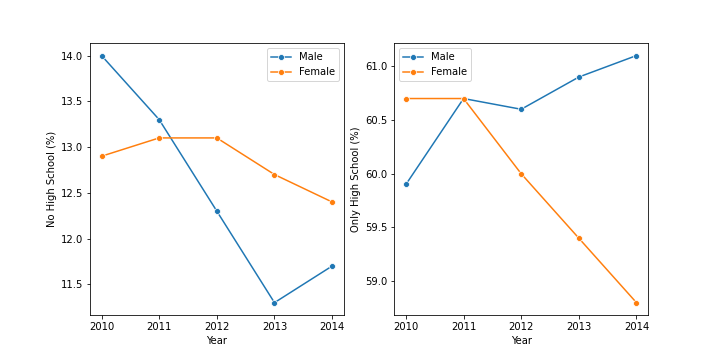 Male
Female
14.0
13.5
13.0
12.5
12.0
11.5
No High School (%)
2010 2011 2012 2013 2014
Year
Male
Female
61.0
60.5
60.0
59.5
59.0
Only High School (%)
2010 2011 2012 2013 2014
Year